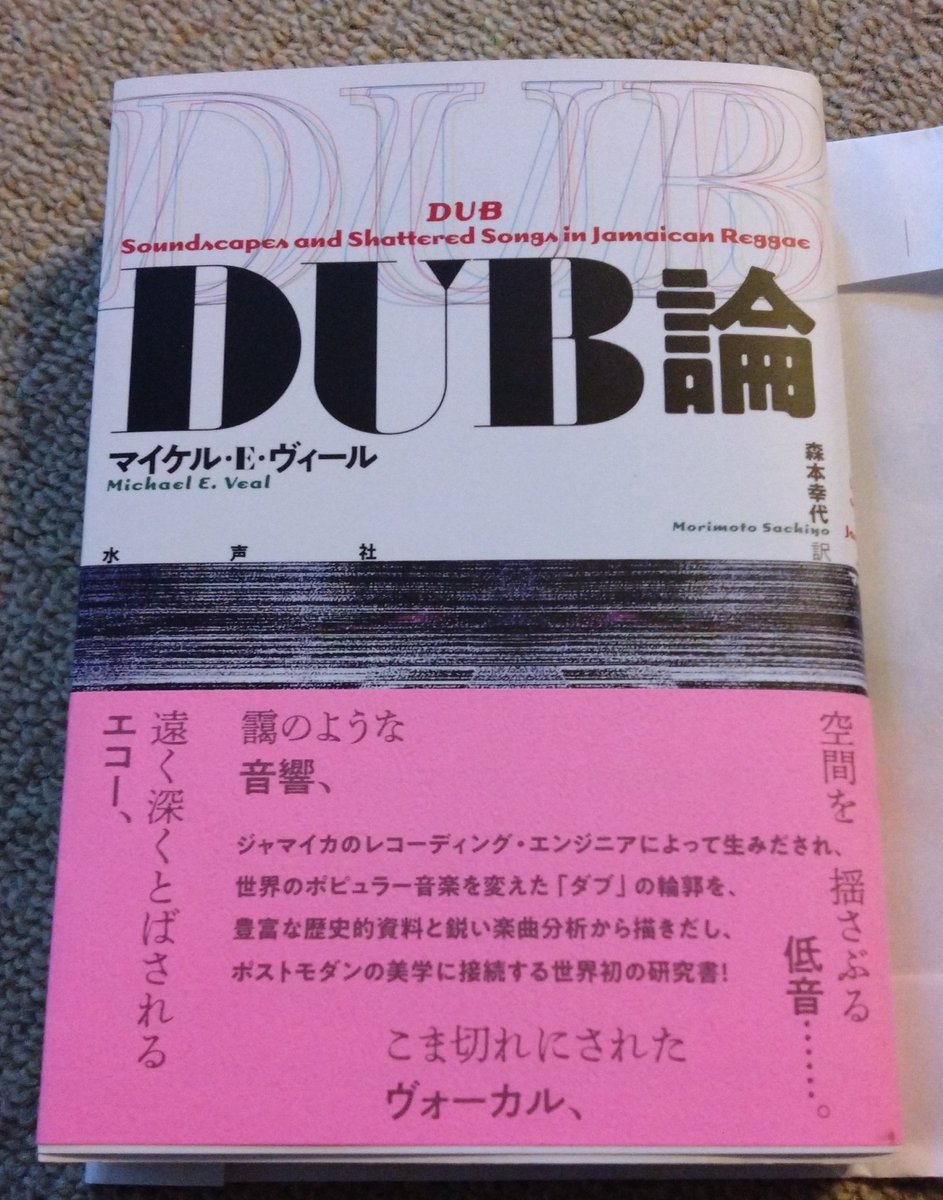 DUB
DUB
Soundscapes and Shattered Songs in Jamaican Reggae
DUB論
マイケル・E・ヴィール
Michael E. Veal
森本幸代 訳
Morimoto Sachiyo
水声社
靄のような
音響、
遠く深くとばされる
エコー、
空間を揺さぶる
低音……。
ジャマイカのレコーディング・エンジニアによって生みだされ、
世界のポピュラー音楽を変えた「ダブ」の輪郭を、
豊富な歴史的資料と鋭い楽曲分析から描きだし、
ポストモダンの美学に接続する世界初の研究書!
こま切れにされた
ヴォーカル、